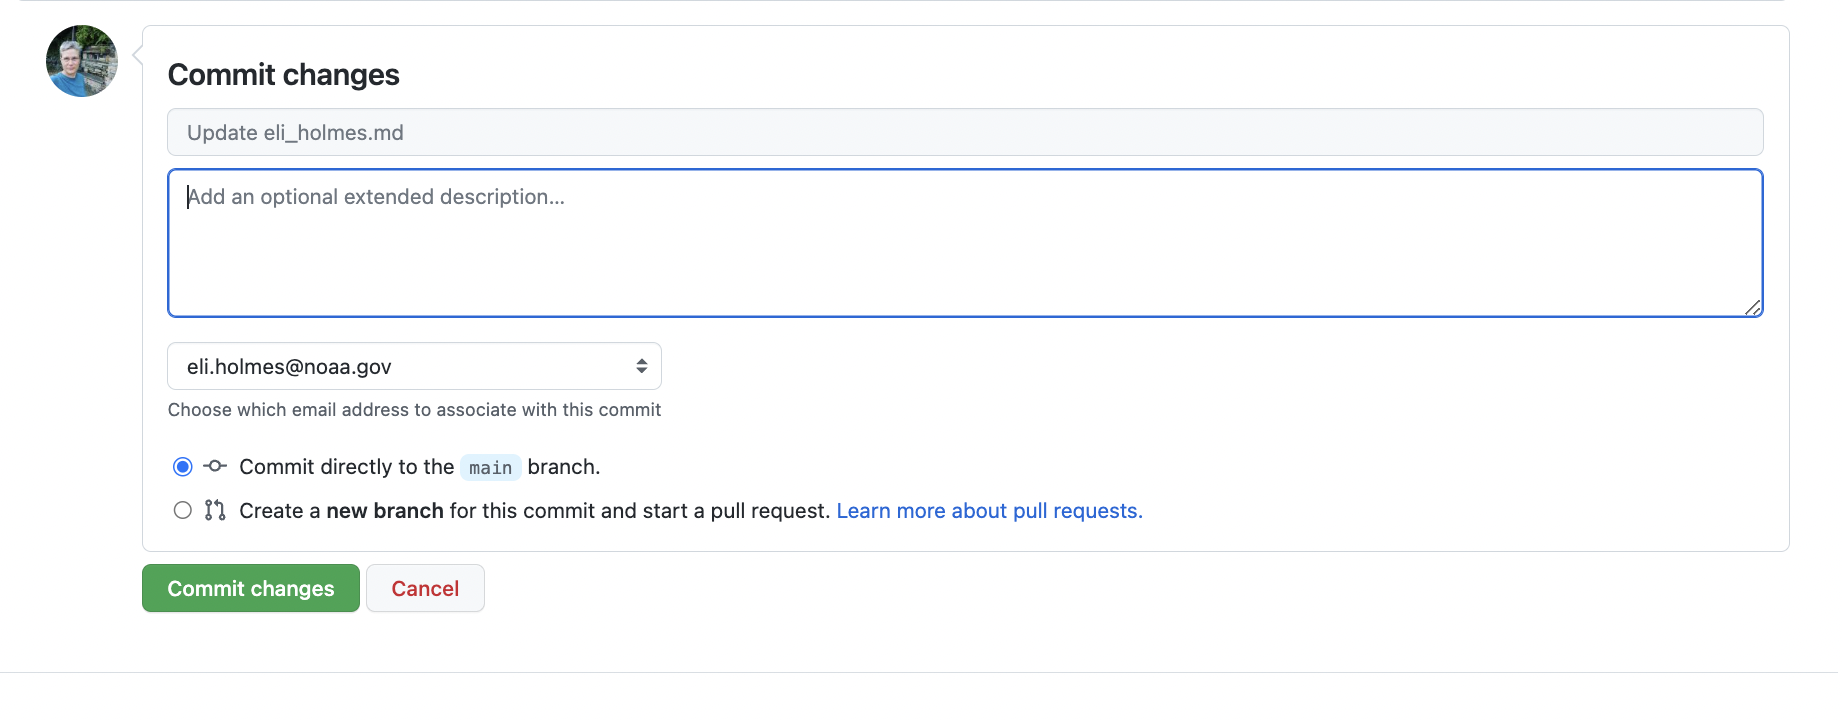 Commit changes
Update eli_holmes.md
Add an optional extended description...
eli.holmes@noaa.gov
Choose which email address to associate with this commit
Commit directly to the main branch.
Create a new branch for this commit and start a pull request. Learn more about pull requests.
Commit changes Cancel